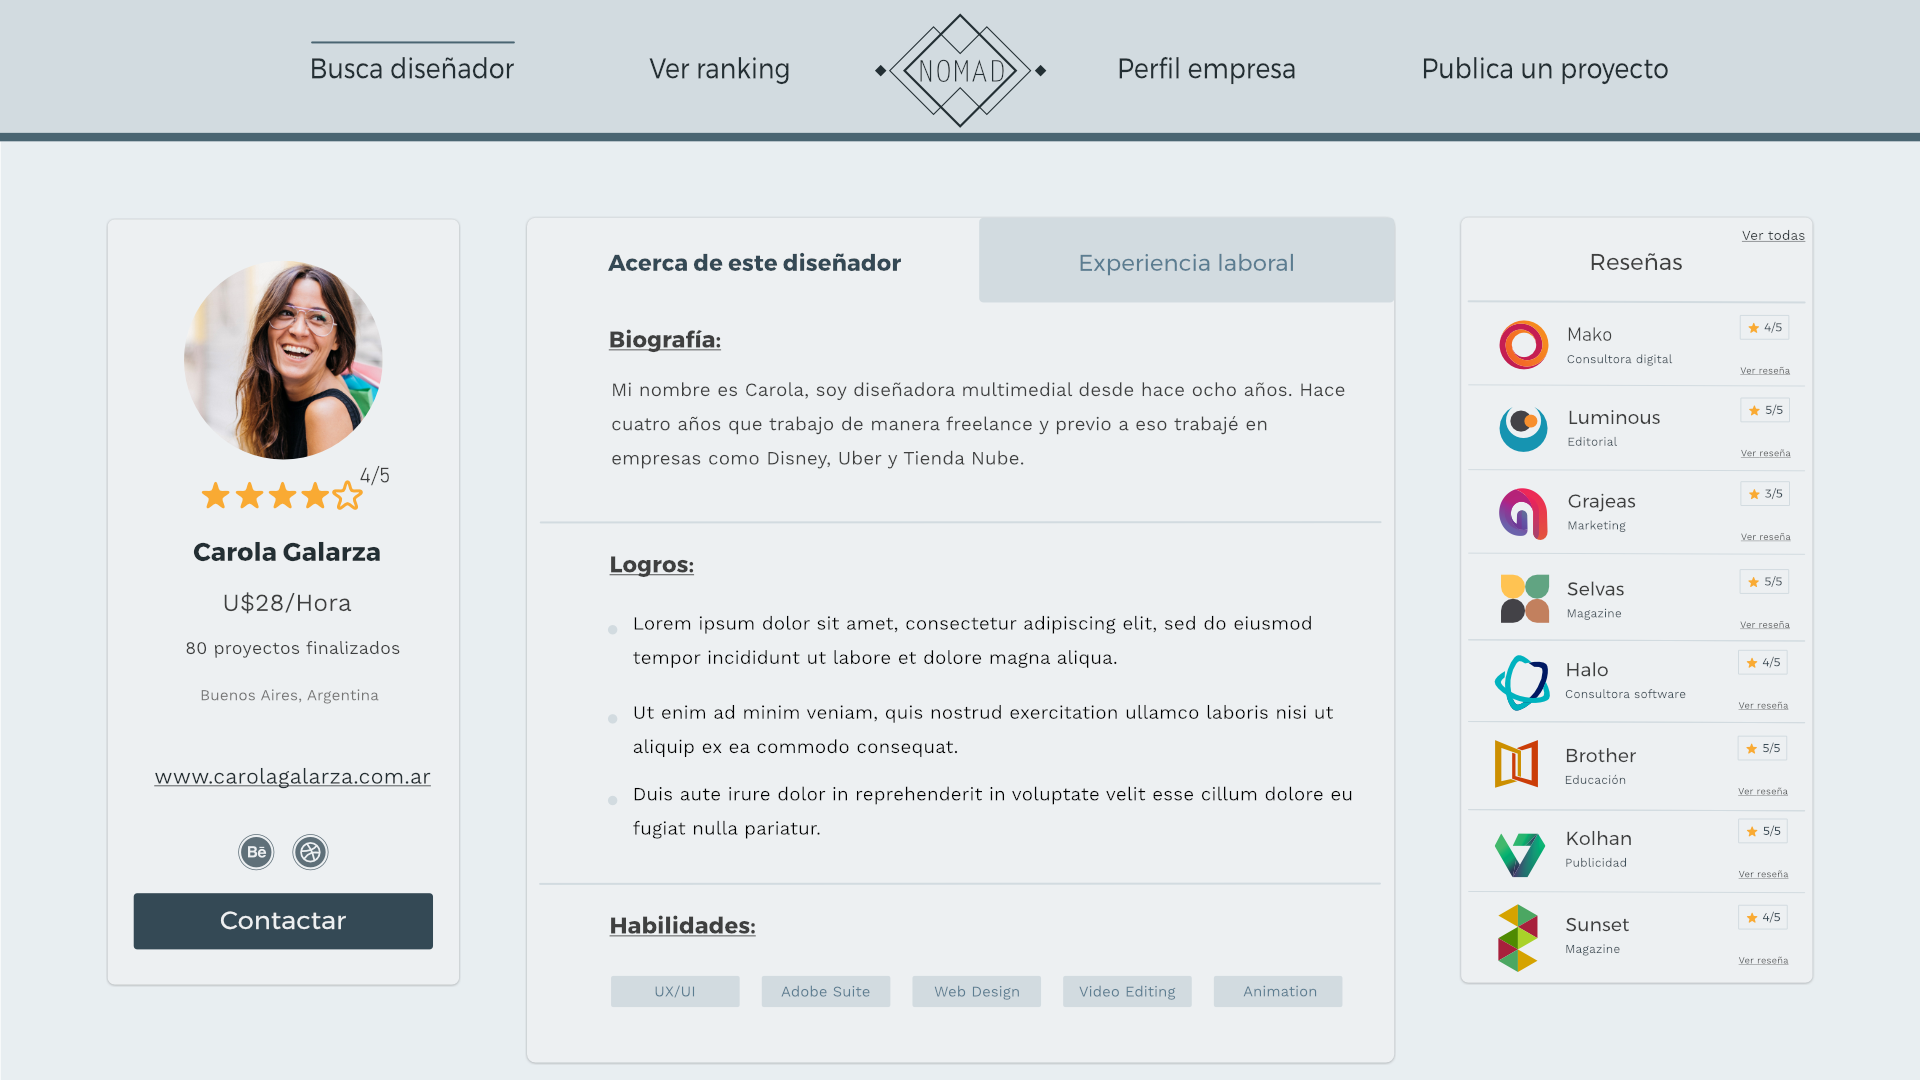 Busca diseñador
Ver ranking
NOMAD
Perfil empresa
Publica un proyecto
4/5
Carola Galarza
U$28/Hora
80 proyectos finalizados
Buenos Aires, Argentina
www.carolagalarza.com.ar
Bē
Contactar
Acerca de este diseñador
Experiencia laboral
Biografía:
Mi nombre es Carola, soy diseñadora multimedial desde hace ocho años. Hace
cuatro años que trabajo de manera freelance y previo a eso trabajé en
empresas como Disney, Uber y Tienda Nube.
Logros:
Lorem ipsum dolor sit amet, consectetur adipiscing elit, sed do eiusmod
tempor incididunt ut labore et dolore magna aliqua.
Ut enim ad minim veniam, quis nostrud exercitation ullamco laboris nisi ut
aliquip ex ea commodo consequat.
Duis aute irure dolor in reprehenderit in voluptate velit esse cillum dolore eu
fugiat nulla pariatur.
Habilidades:
UX/UI
Adobe Suite
Web Design
Video Editing
Animation
Ver todas
Reseñas
Mako
4/5
Consultora digital
Ver reseña
Luminous
5/5
Editorial
Ver reseña
Grajeas
3/5
Marketing
Ver reseña
Selvas
5/5
Magazine
Ver reseña
Halo
4/5
Consultora software
Ver reseña
Brother
5/5
Educación
Ver reseña
Kolhan
5/5
Publicidad
Ver reseña
Sunset
4/5
Magazine
Ver reseña